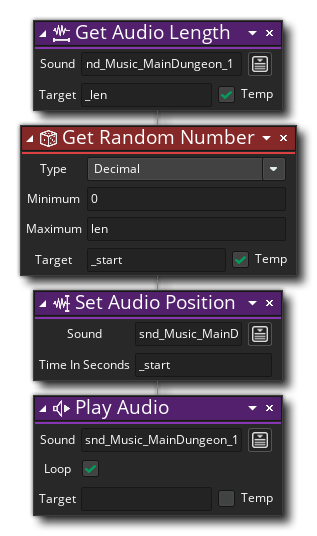 Get Audio Length
Sound nd_Music_MainDungeon_1
Target _len Temp
Get Random Number
Type Decimal
Minimum 0
Maximum len
Target _start Temp
Set Audio Position
Sound snd_Music_MainD
Time In Seconds _start
Play Audio
Sound snd_Music_MainDungeon_1
Loop
Target Temp